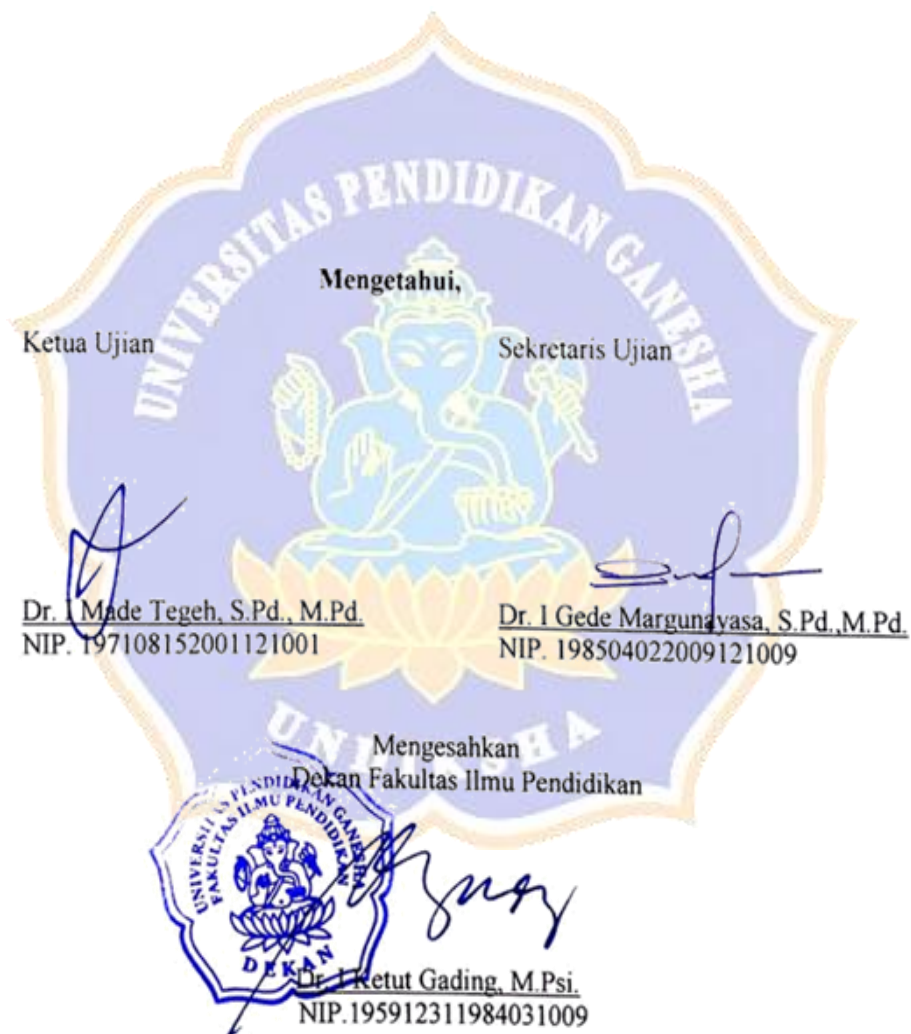 UNIVERSITAS PENDIDIKAN GANESHA
Mengetahui,
Ketua Ujian
Sekretaris Ujian
Dr. I Made Tegeh, S.Pd., M.Pd.
NIP. 197108152001121001
Dr. I Gede Margunayasa, S.Pd.,M.Pd.
NIP. 198504022009121009
UNDIKSHA
Mengesahkan
Dekan Fakultas Ilmu Pendidikan
UNIVERSITAS PENDIDIKAN GANESHA
FAKULTAS ILMU PENDIDIKAN
DEKAN
Dr. I Ketut Gading, M.Psi.
NIP.195912311984031009